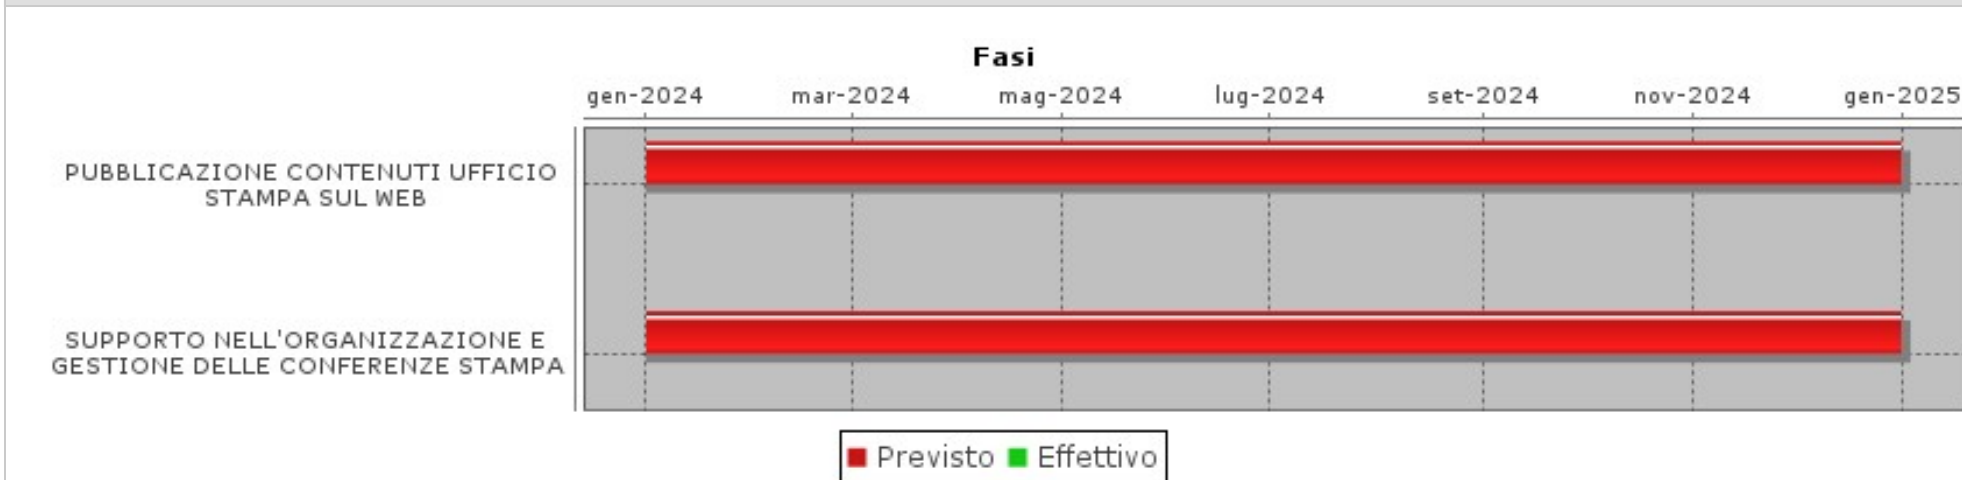 Fasi
gen-2024 mar-2024 mag-2024 lug-2024 set-2024 nov-2024 gen-2025
PUBBLICAZIONE CONTENUTI UFFICIO
STAMPA SUL WEB
SUPPORTO NELL'ORGANIZZAZIONE E
GESTIONE DELLE CONFERENZE STAMPA
Previsto Effettivo